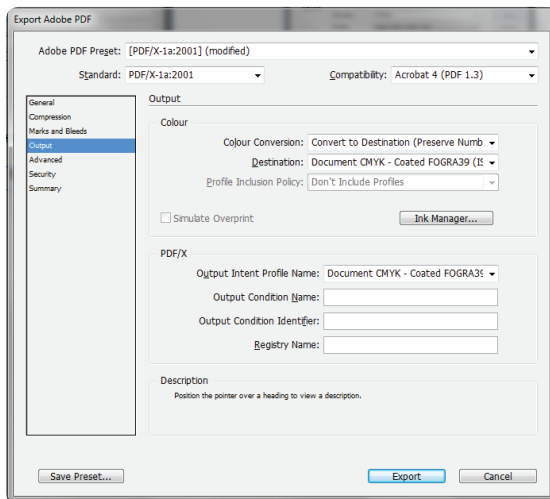 Export Adobe PDF
Adobe PDF Preset: [PDF/X-1a:2001] (modified)
Standard: PDF/X-1a:2001 Compatibility: Acrobat 4 (PDF 1.3)
General
Compression
Marks and Bleeds
Output
Advanced
Security
Summary
Output
Colour
Colour Conversion: Convert to Destination (Preserve Numb
Destination: Document CMYK - Coated FOGRA39 (IS
Profile Inclusion Policy: Don't Include Profiles
Simulate Overprint Ink Manager...
PDF/X
Output Intent Profile Name: Document CMYK - Coated FOGRA39
Output Condition Name:
Output Condition Identifier:
Registry Name:
Description
Position the pointer over a heading to view a description.
Save Preset... Export Cancel